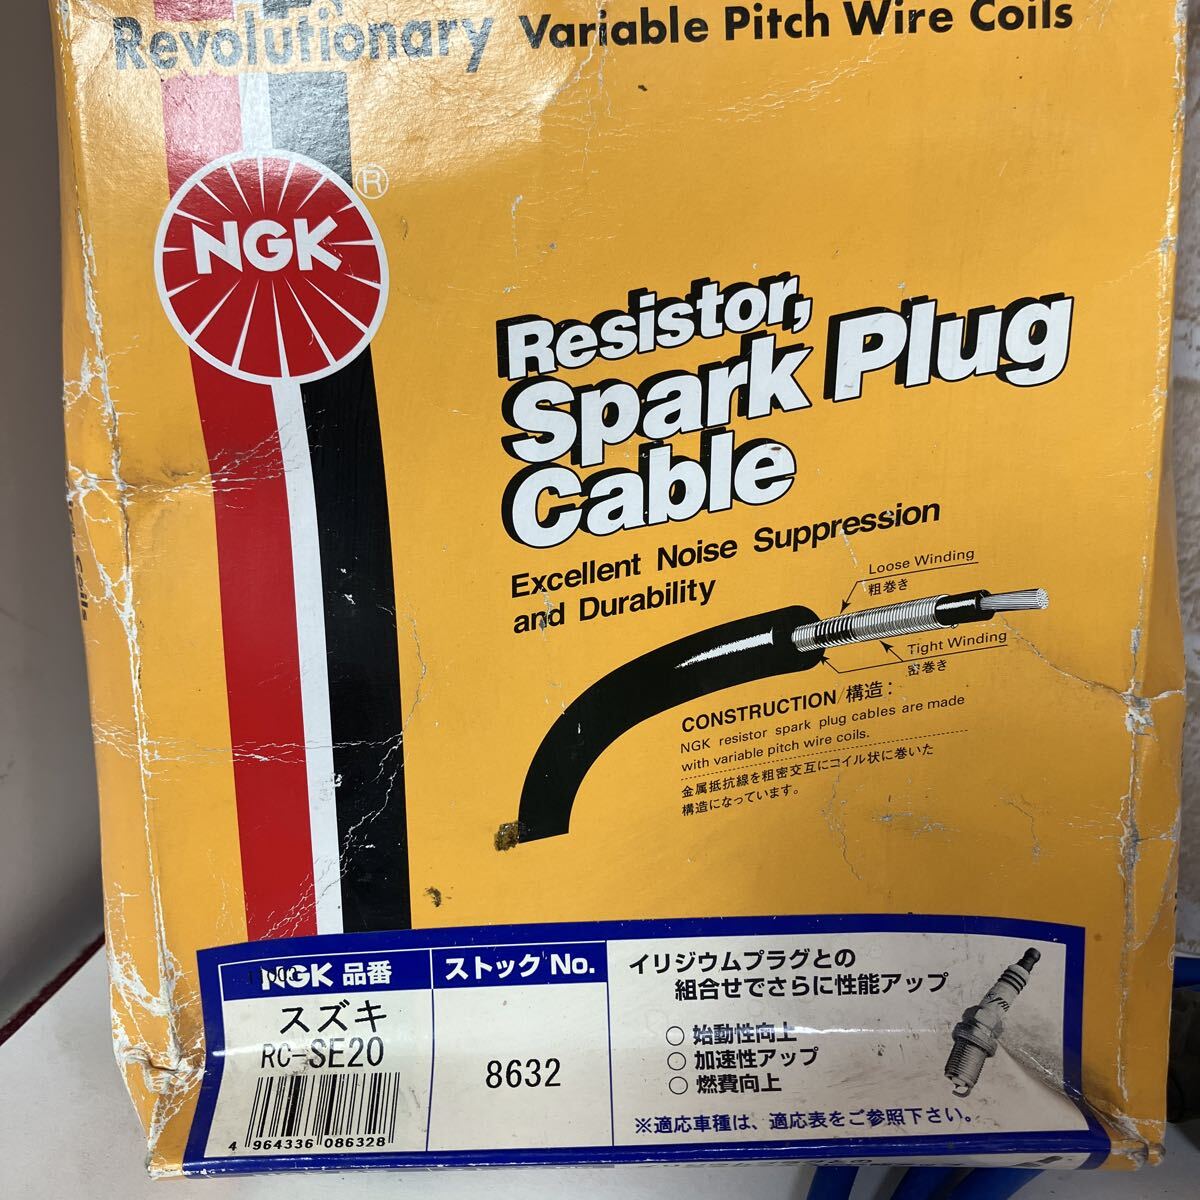 Revolutionary Variable Pitch Wire Coils
NGK
®
Resistor,
Spark Plug
Cable
Excellent Noise Suppression
and Durability
Loose Winding
粗巻き
Tight Winding
密巻き
CONSTRUCTION/構造：
NGK resistor spark plug cables are made
with variable pitch wire coils.
金属抵抗線を粗密交互にコイル状に巻いた
構造になっています。
NGK 品番
ストック No.
スズキ
RC-SE20
8632
4 964336 086328
イリジウムプラグとの
組合せでさらに性能アップ
○ 始動性向上
○ 加速性アップ
○ 燃費向上
※適応車種は、適応表をご参照下さい。
Coils